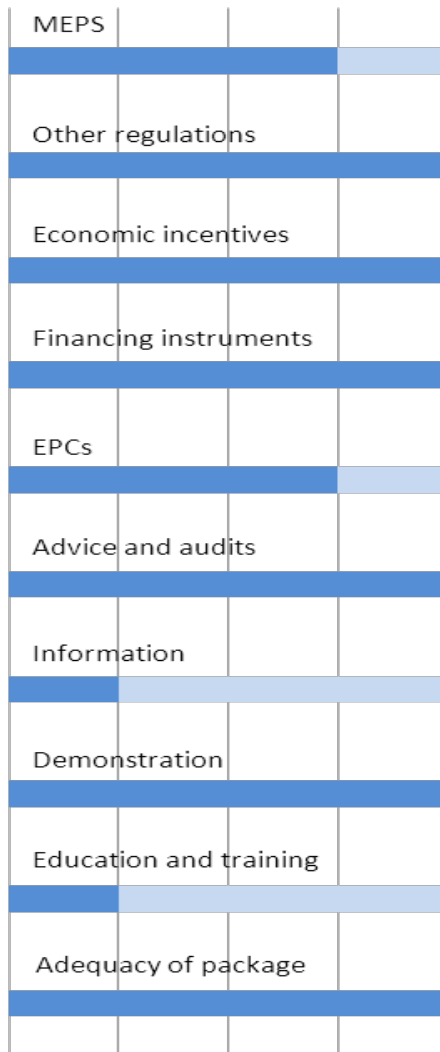 MEPS
Other regulations
Economic incentives
Financing instruments
EPCs
Advice and audits
Information
Demonstration
Education and training
Adequacy of package